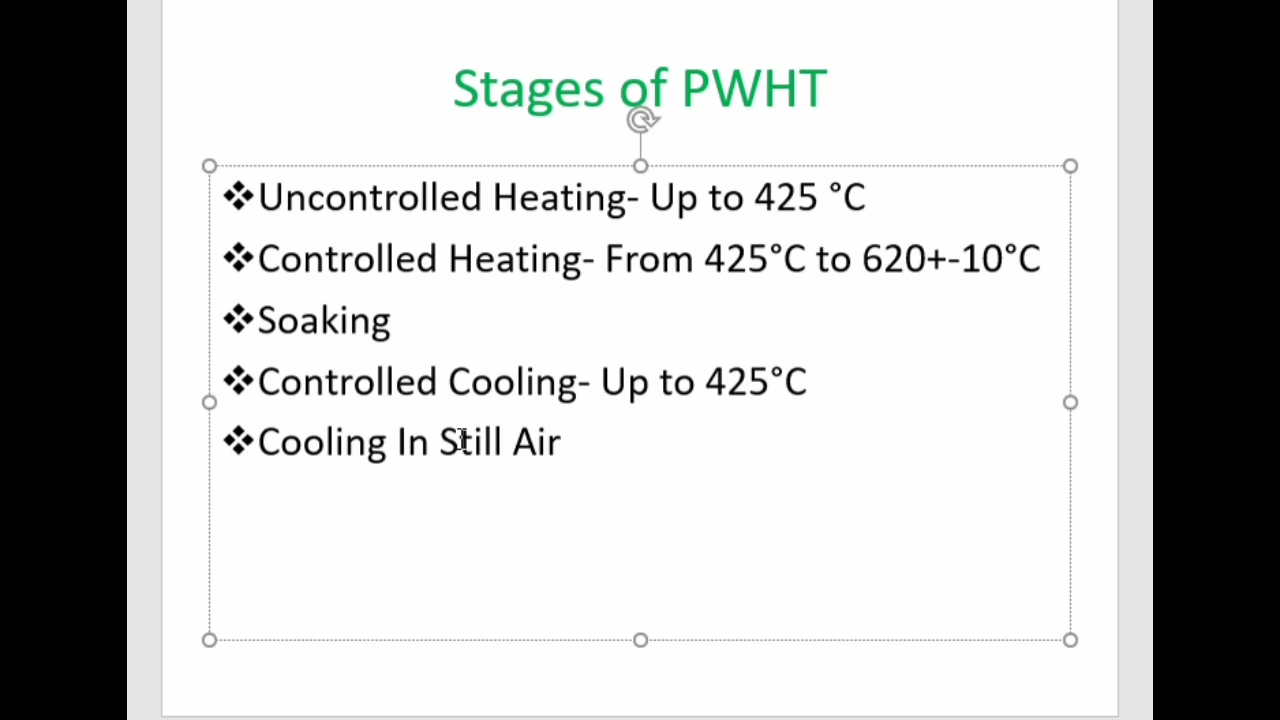 Stages of PWHT
❖Uncontrolled Heating- Up to 425 °C
❖Controlled Heating- From 425°C to 620+-10°C
❖Soaking
❖Controlled Cooling- Up to 425°C
❖Cooling In Still Air